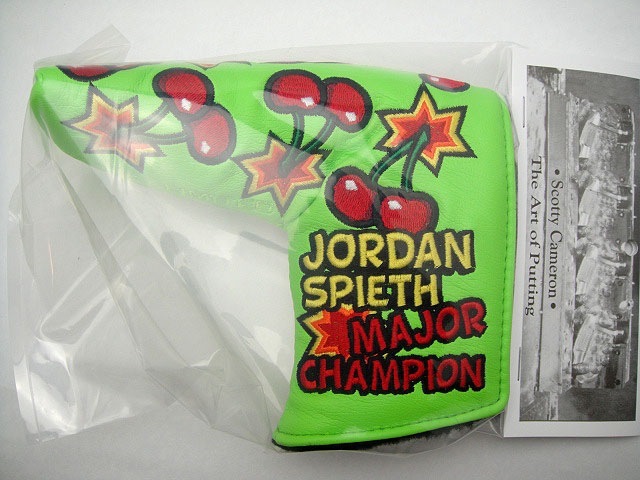 JORDAN
SPIETH
MAJOR
CHAMPION
• Scotty Cameron •
The Art of Putting